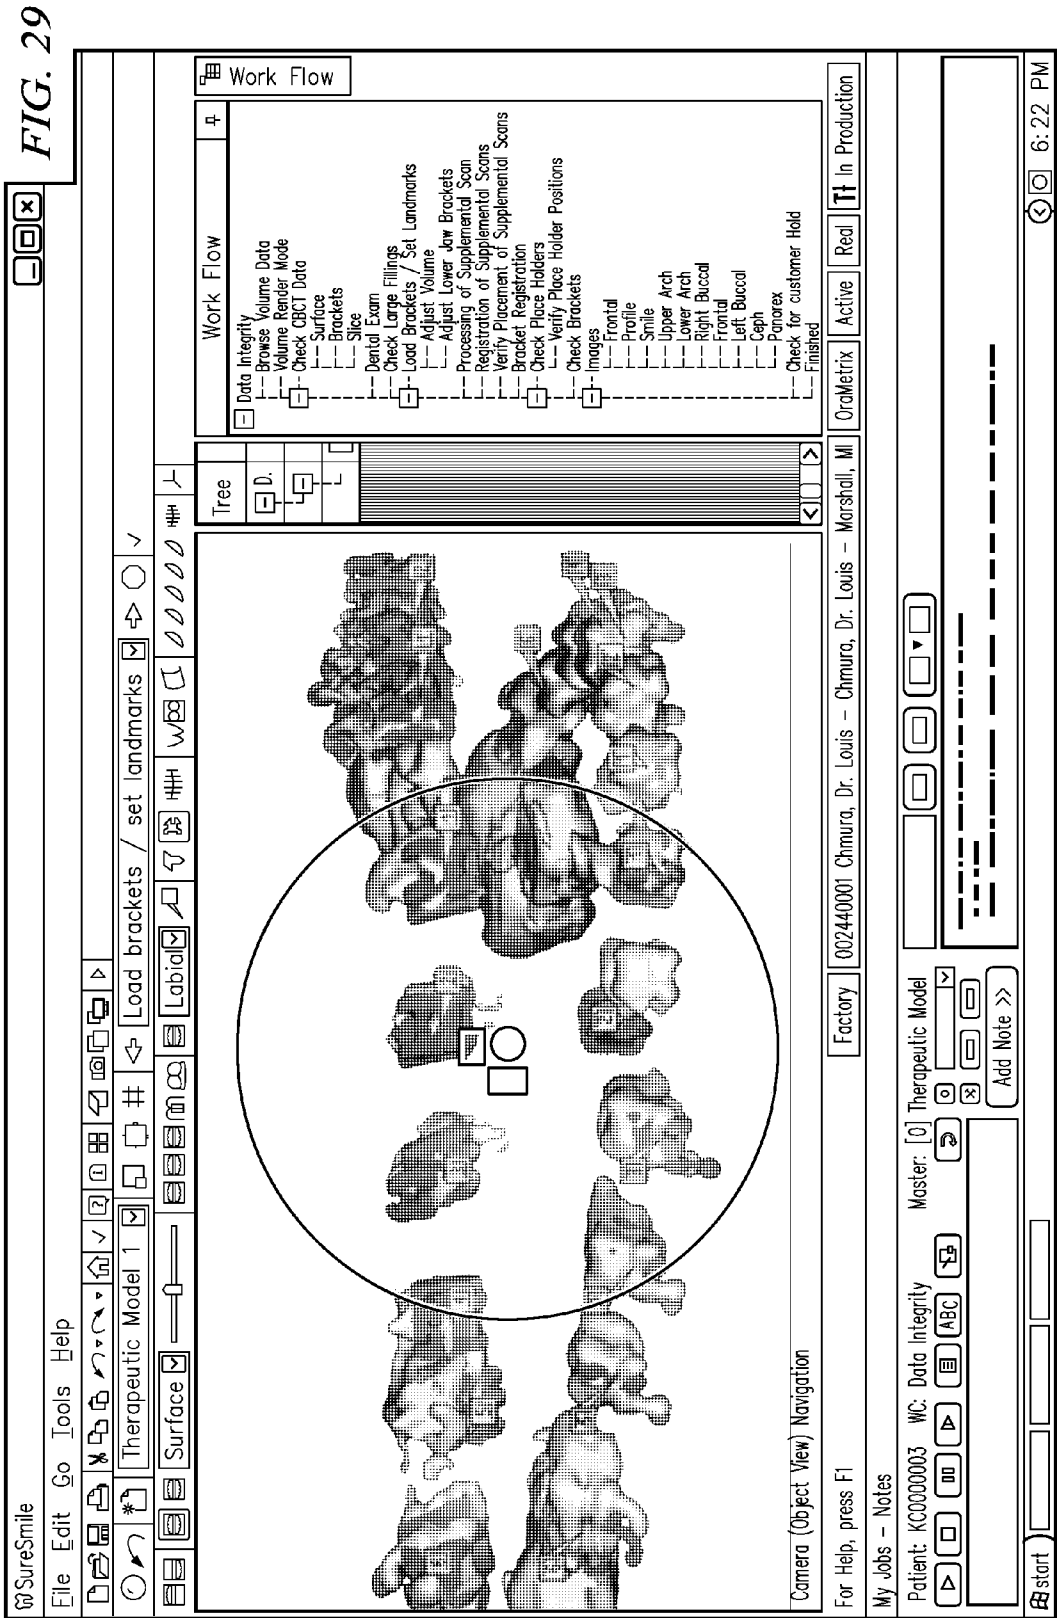 FIG. 29
SureSmile
File Edit Go Tools Help
Therapeutic Model 1
Load brackets / set landmarks
Surface
Labial
Tree
D.
Work Flow
Work Flow
Data Integrity
Browse Volume Data
Volume Render Mode
Check CBCT Data
Surface
Brackets
Slice
Dental Exam
Check Large Fillings
Load Brackets / Set Landmarks
Adjust Volume
Adjust Lower Jaw Brackets
Processing of Supplemental Scan
Registration of Supplemental Scans
Verify Placement of Supplemental Scans
Bracket Registration
Check Place Holders
Verify Place Holder Positions
Check Brackets
Images
Frontal
Profile
Smile
Upper Arch
Lower Arch
Right Buccal
Frontal
Left Buccal
Ceph
Panorex
Check for customer Hold
Finished
Camera (Object View) Navigation
For Help, press F1
Factory
002440001 Chmura, Dr. Louis - Chmura, Dr. Louis - Marshall, MI
OraMetrix
Active
Real
In Production
My Jobs - Notes
Patient: KC0000003 WC: Data Integrity Master: [0] Therapeutic Model
ABC
Add Note >>
start
6:22 PM